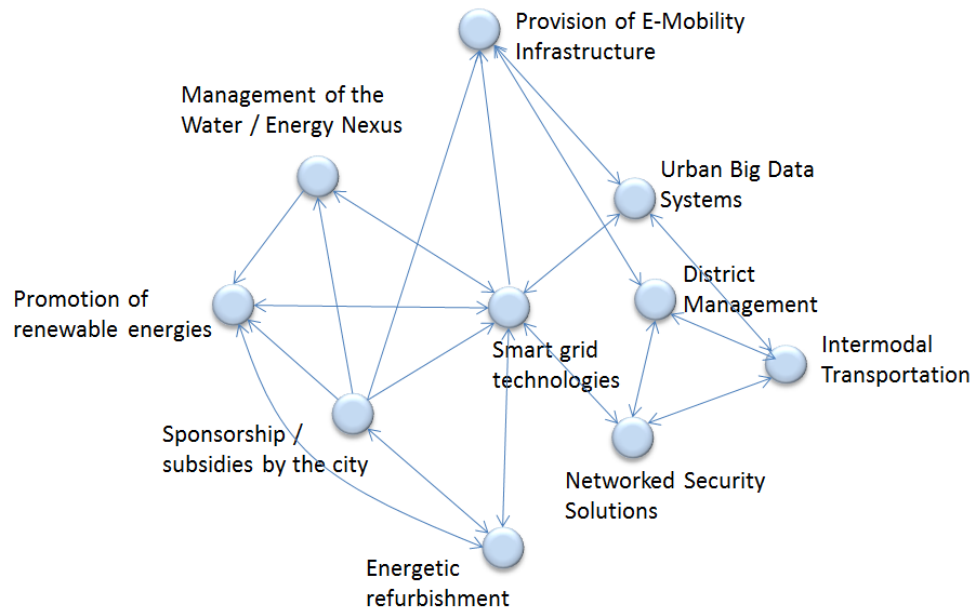 Provision of E-Mobility
Infrastructure
Management of the
Water / Energy Nexus
Urban Big Data
Systems
District
Management
Promotion of
renewable energies
Smart grid
technologies
Intermodal
Transportation
Sponsorship /
subsidies by the city
Networked Security
Solutions
Energetic
refurbishment